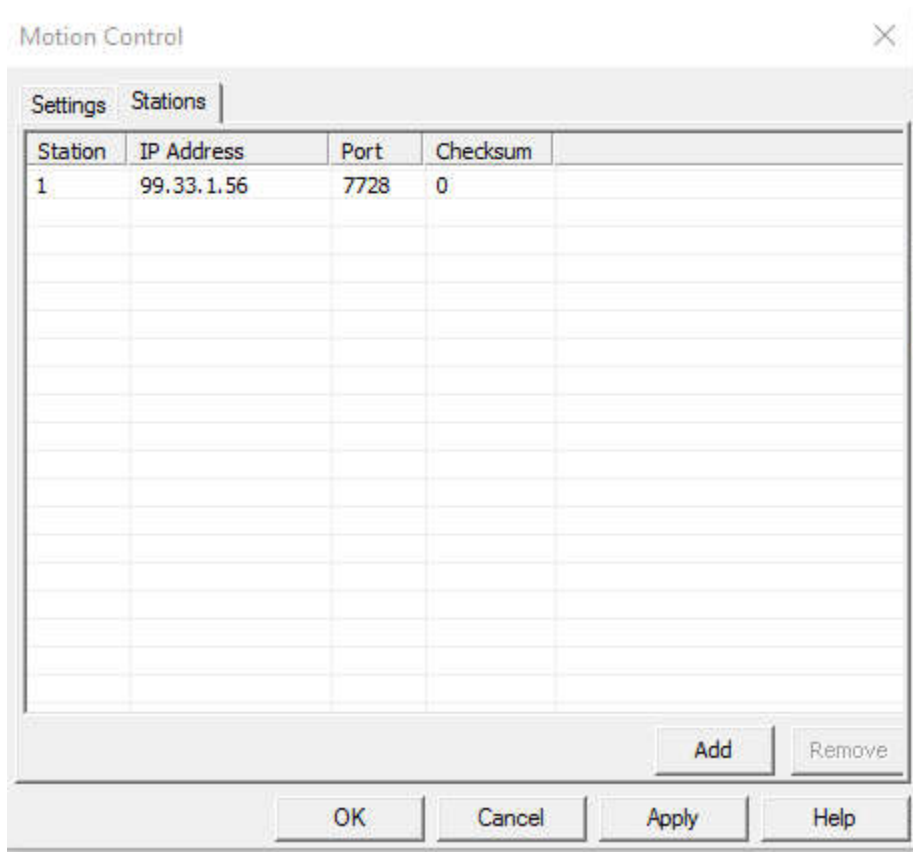 Motion Control
Settings Stations
Station IP Address Port Checksum
1 99.33.1.56 7728 0
Add Remove
OK Cancel Apply Help